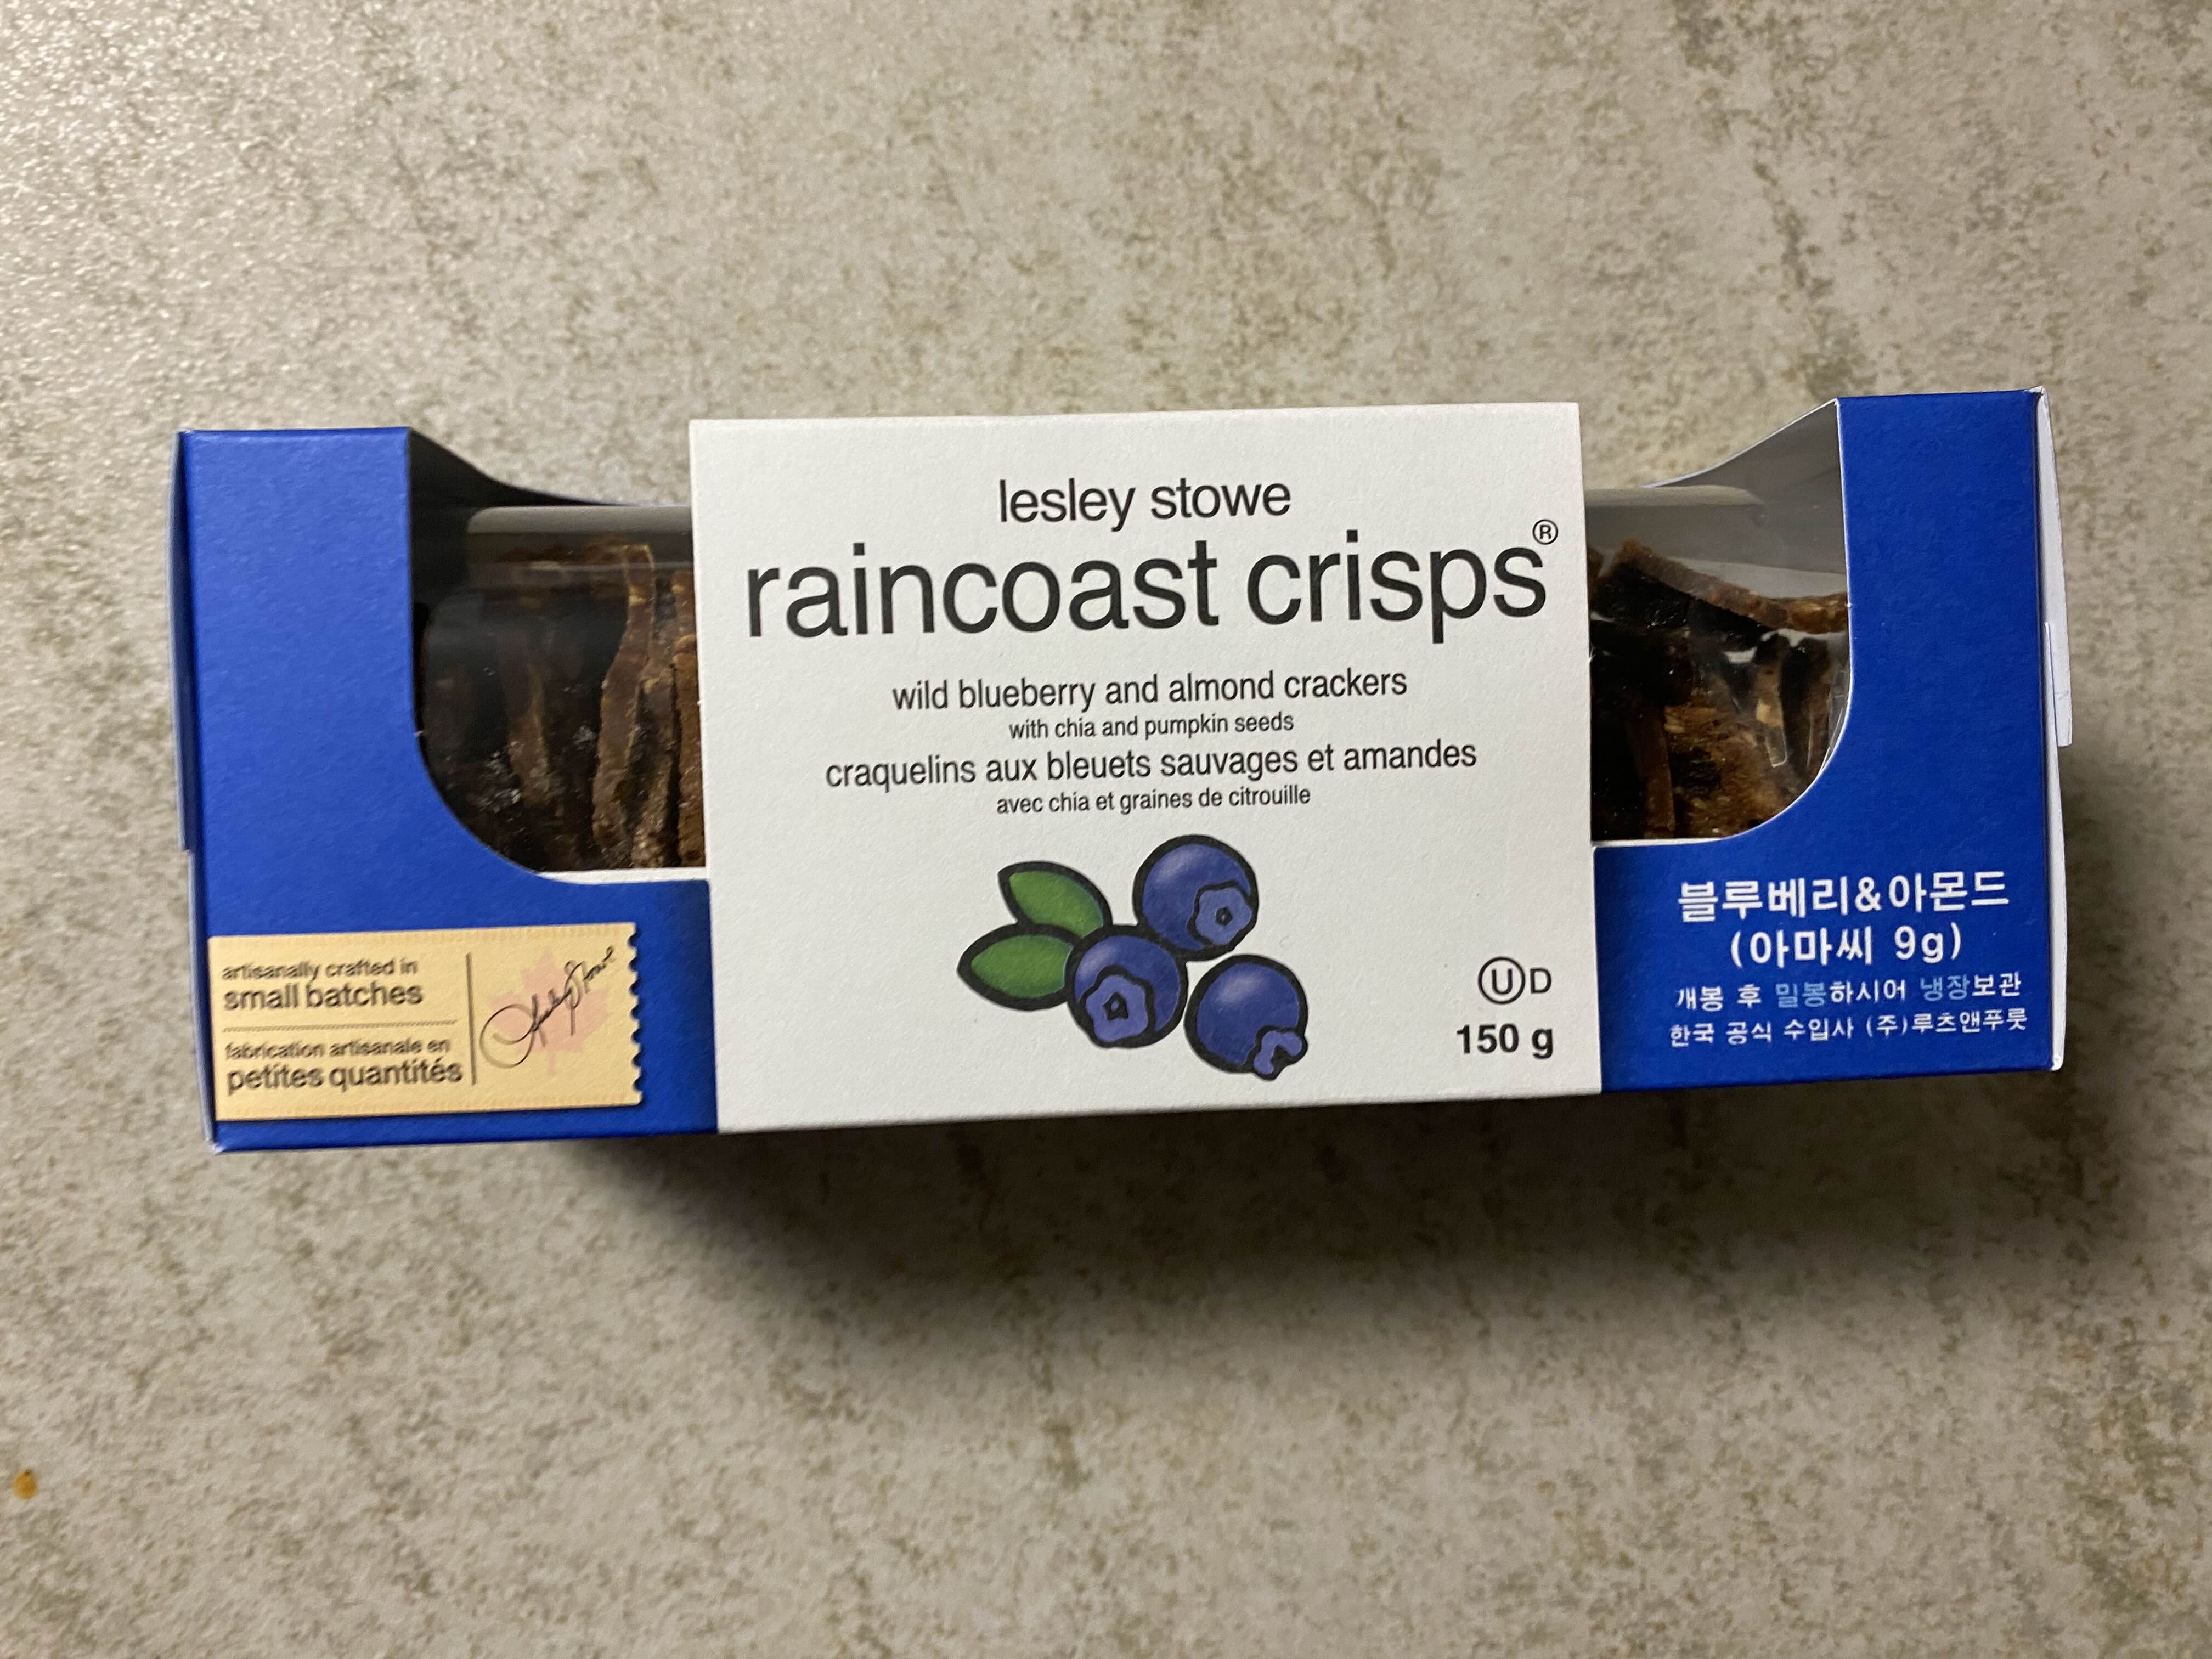 lesley stowe
raincoast crisps®
wild blueberry and almond crackers
with chia and pumpkin seeds
craquelins aux bleuets sauvages et amandes
avec chia et graines de citrouille
ⓊD
150 g
artisanally crafted in
small batches
fabrication artisanale en
petites quantités
Lesley Stowe
블루베리&아몬드
(아마씨 9g)
개봉 후 밀봉하시어 냉장보관
한국 공식 수입사 (주)루츠앤푸룻